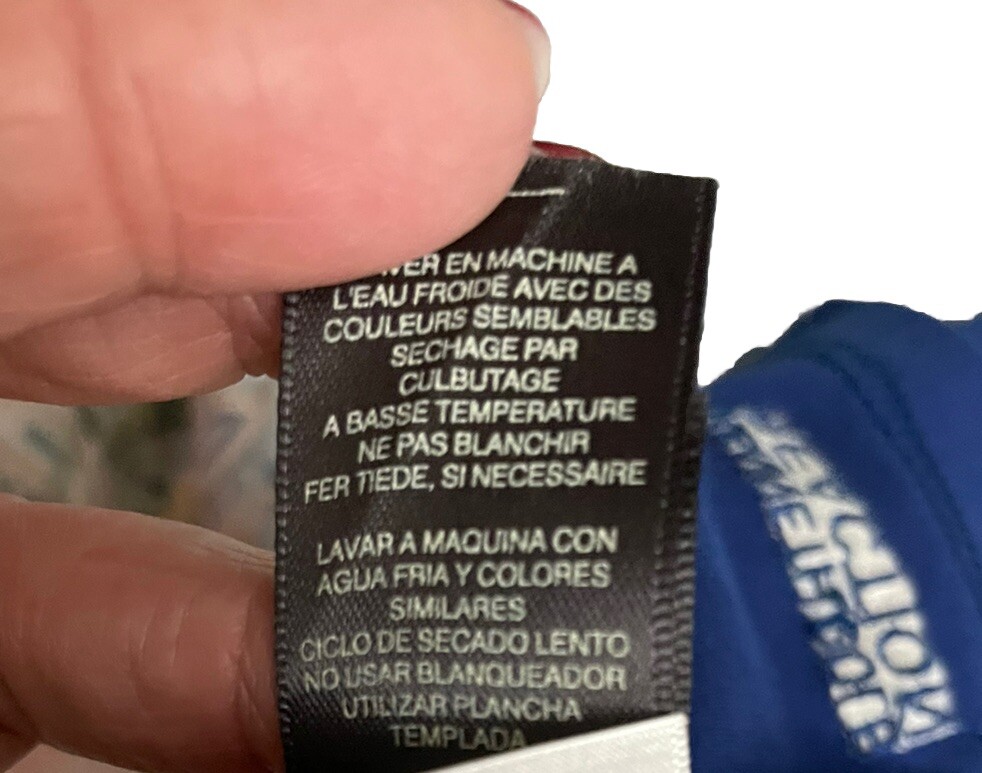 EN MACHINE A
L'EAU FROIDE AVEC DES
COULEURS SEMBLABLES
SECHAGE PAR
CULBUTAGE
A BASSE TEMPERATURE
NE PAS BLANCHIR
FER TIEDE, SI NECESSAIRE
LAVAR A MAQUINA CON
AGUA FRIA Y COLORES
SIMILARES
CICLO DE SECADO LENTO
NO USAR BLANQUEADOR
UTILIZAR PLANCHA
TEMPLADA